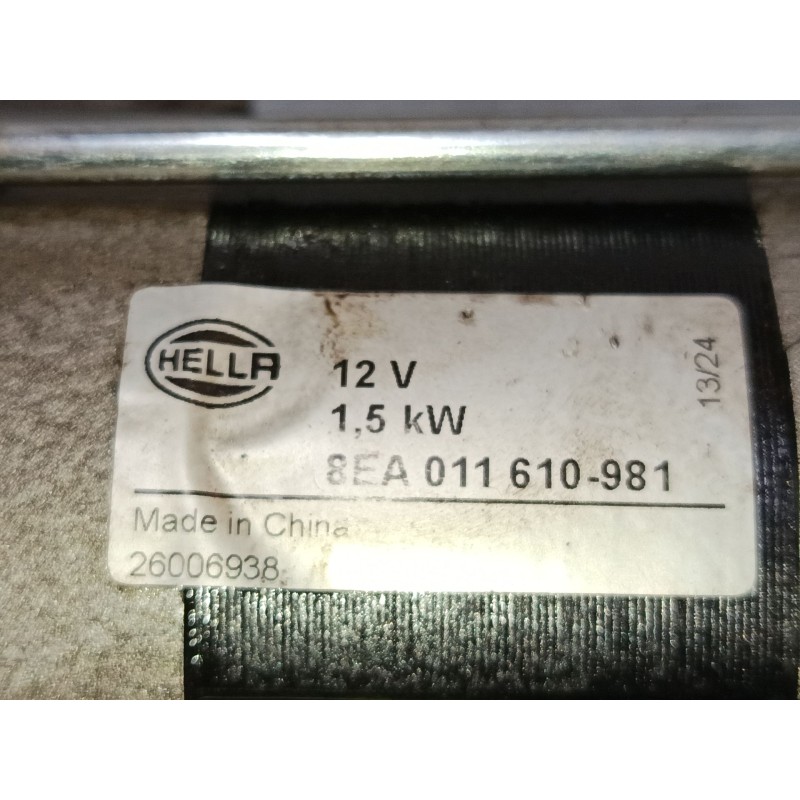 HELLA
12 V
1,5 kW
8EA 011 610-981
13/24
Made in China
26006938